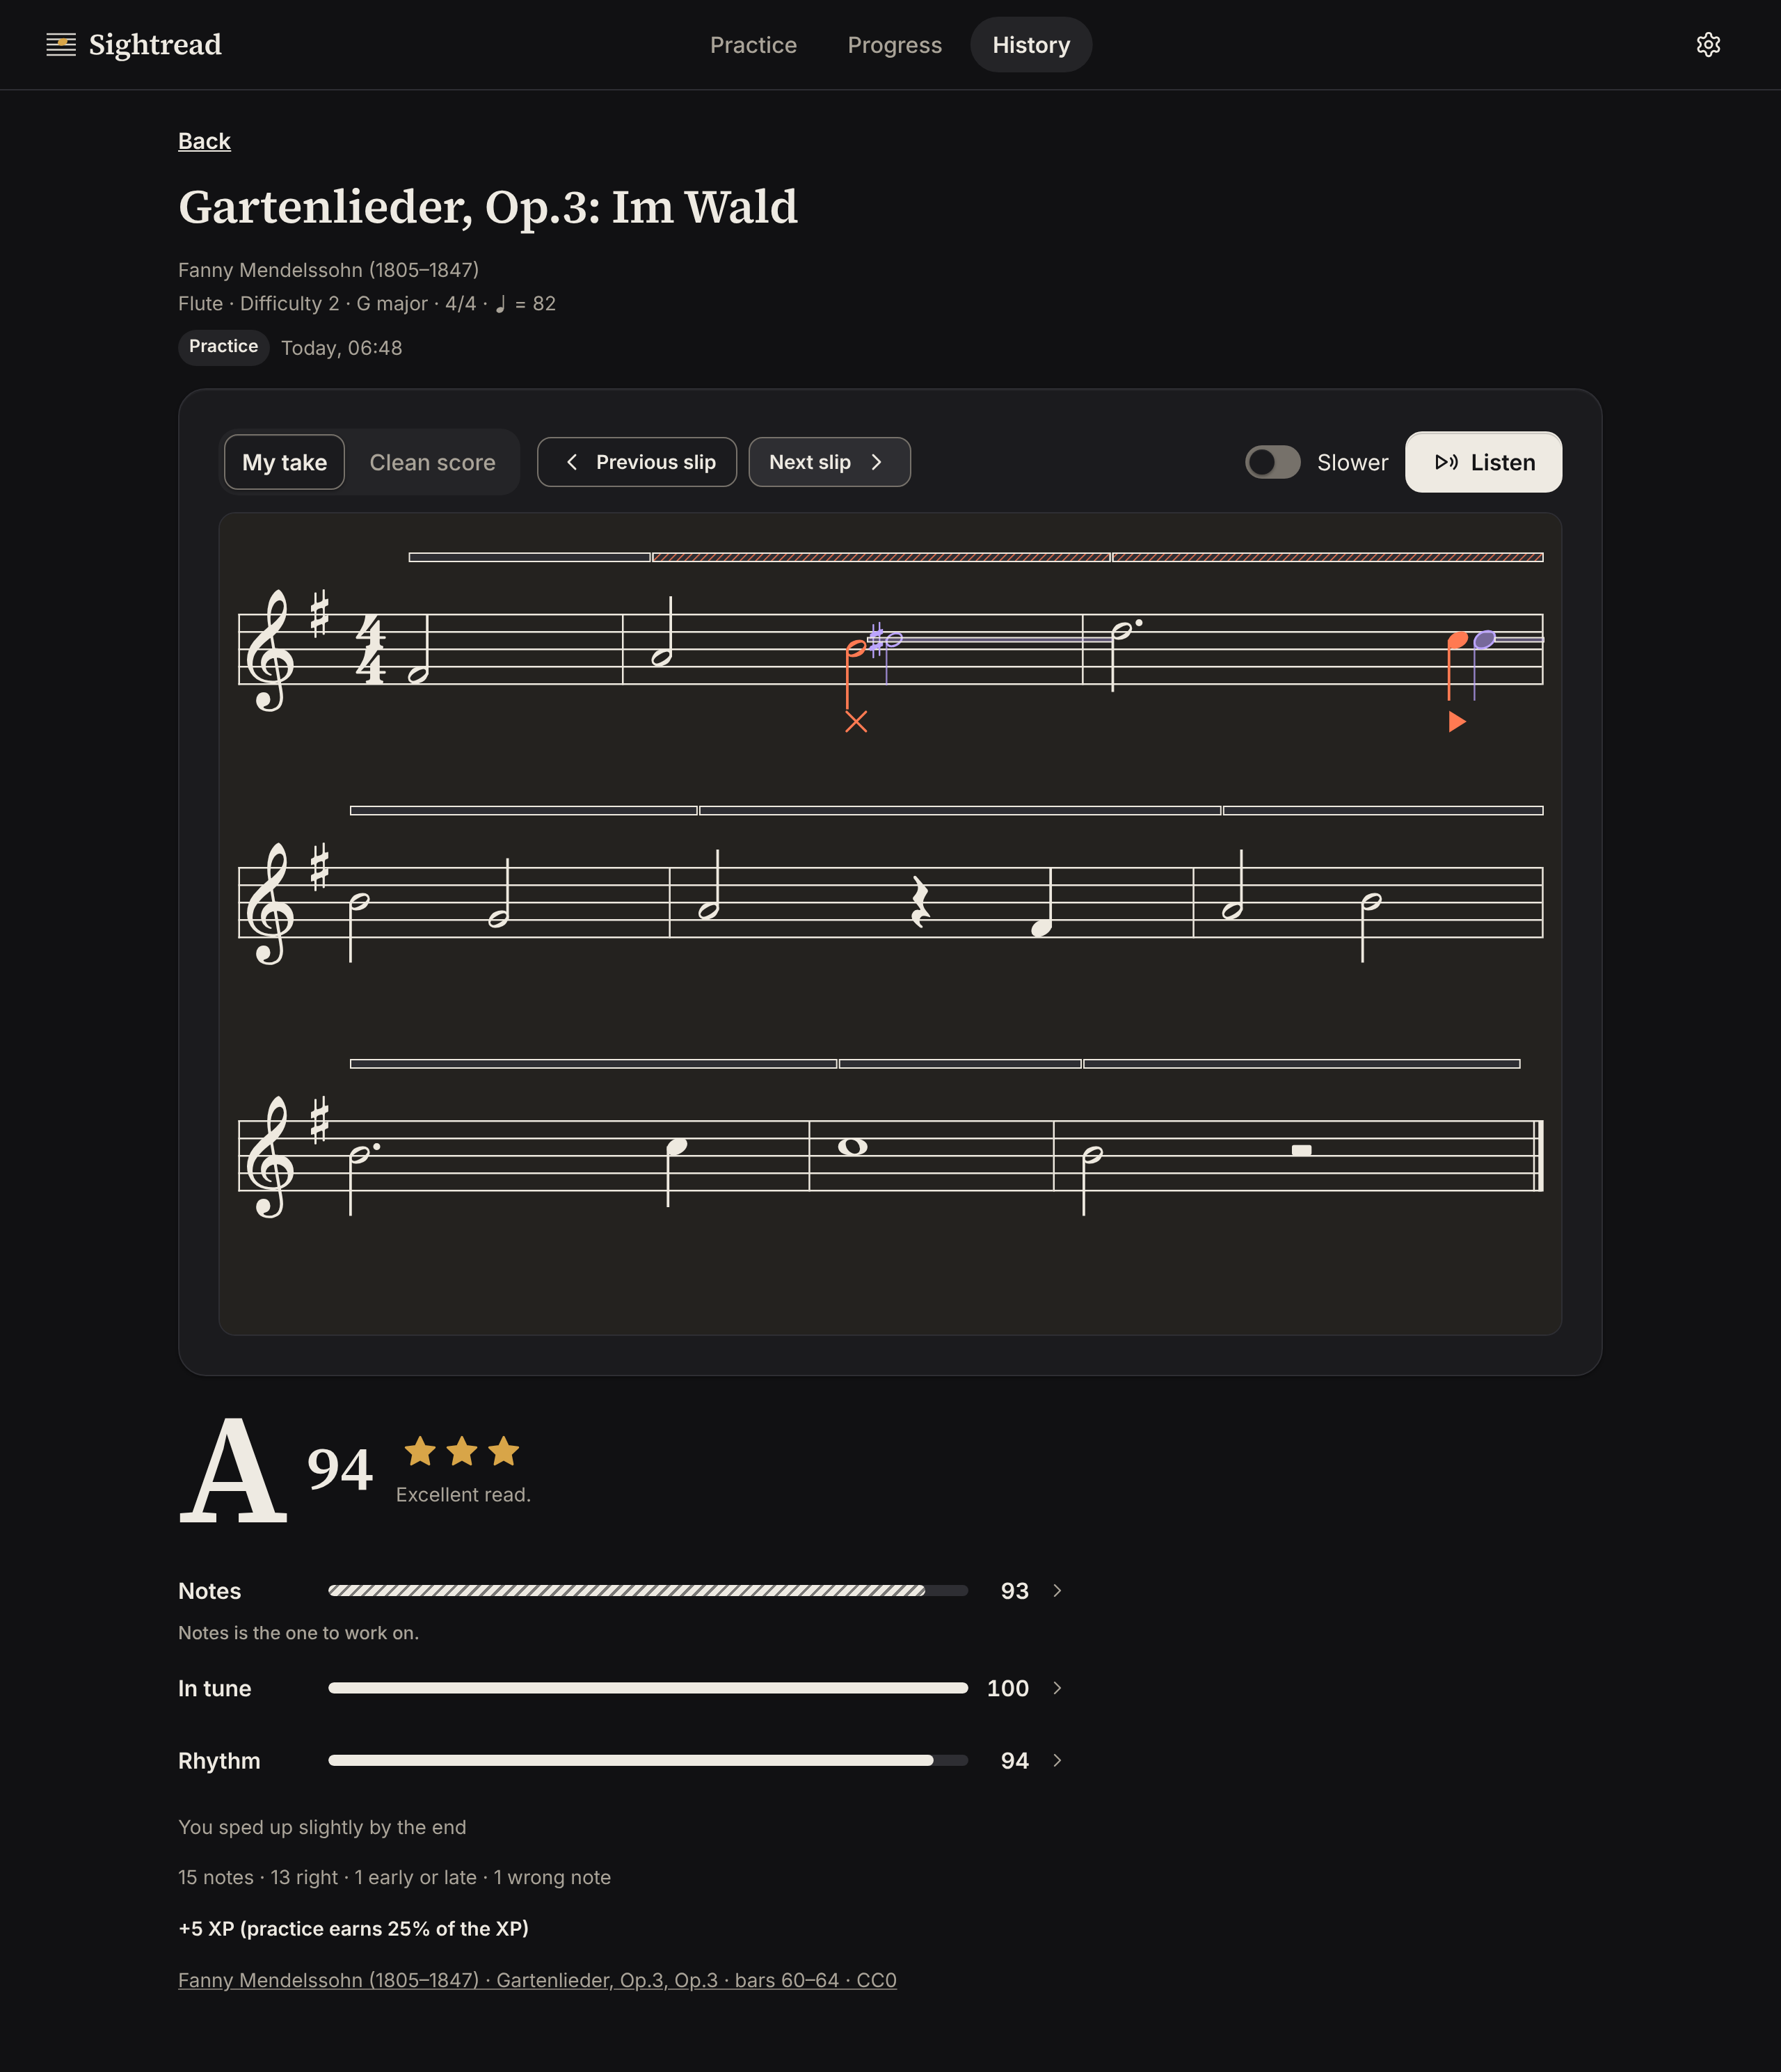 Sightread
Practice
Progress
History
Back
Gartenlieder, Op.3: Im Wald
Fanny Mendelssohn (1805–1847)
Flute · Difficulty 2 · G major · 4/4 · ♩ = 82
Practice Today, 06:48
My take
Clean score
Previous slip
Next slip
Slower
Listen
4
4
A
94
Excellent read.
Notes 93
Notes is the one to work on.
In tune 100
Rhythm 94
You sped up slightly by the end
15 notes · 13 right · 1 early or late · 1 wrong note
+5 XP (practice earns 25% of the XP)
Fanny Mendelssohn (1805–1847) · Gartenlieder, Op.3, Op.3 · bars 60–64 · CC0